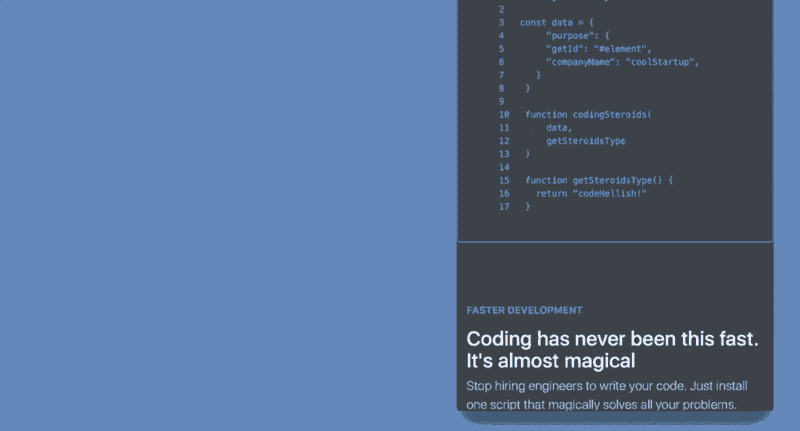 2
3 const data = {
4 "purpose": {
5 "getId": "#element",
6 "companyName": "coolStartup",
7 }
8 }
9
10 function codingSteroids(
11 data,
12 getSteroidsType
13 )
14
15 function getSteroidsType() {
16 return "codeHellish!"
17 }
FASTER DEVELOPMENT
Coding has never been this fast.
It's almost magical
Stop hiring engineers to write your code. Just install
one script that magically solves all your problems.